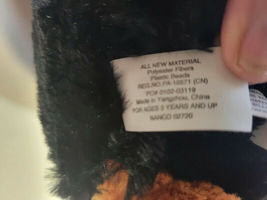 ALL NEW MATERIAL
Polyester Fibers
Plastic Beads
REG.NO.PA-16671 (CN)
PO# 0102-03119
Made in Yangzhou, China
FOR AGES 3 YEARS AND UP
NANCO 02720